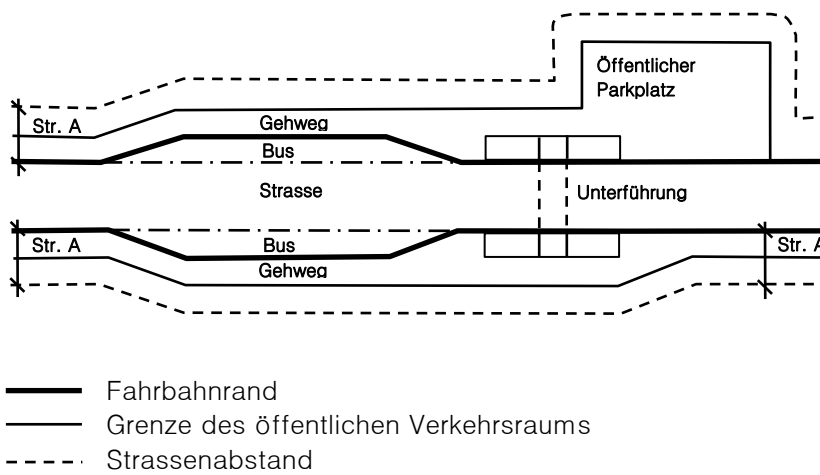 Öffentlicher
Parkplatz
Str. A
Gehweg
Bus
Strasse
Unterführung
Str. A
Bus
Str. A
Gehweg
Fahrbahnrand
Grenze des öffentlichen Verkehrsraums
Strassenabstand